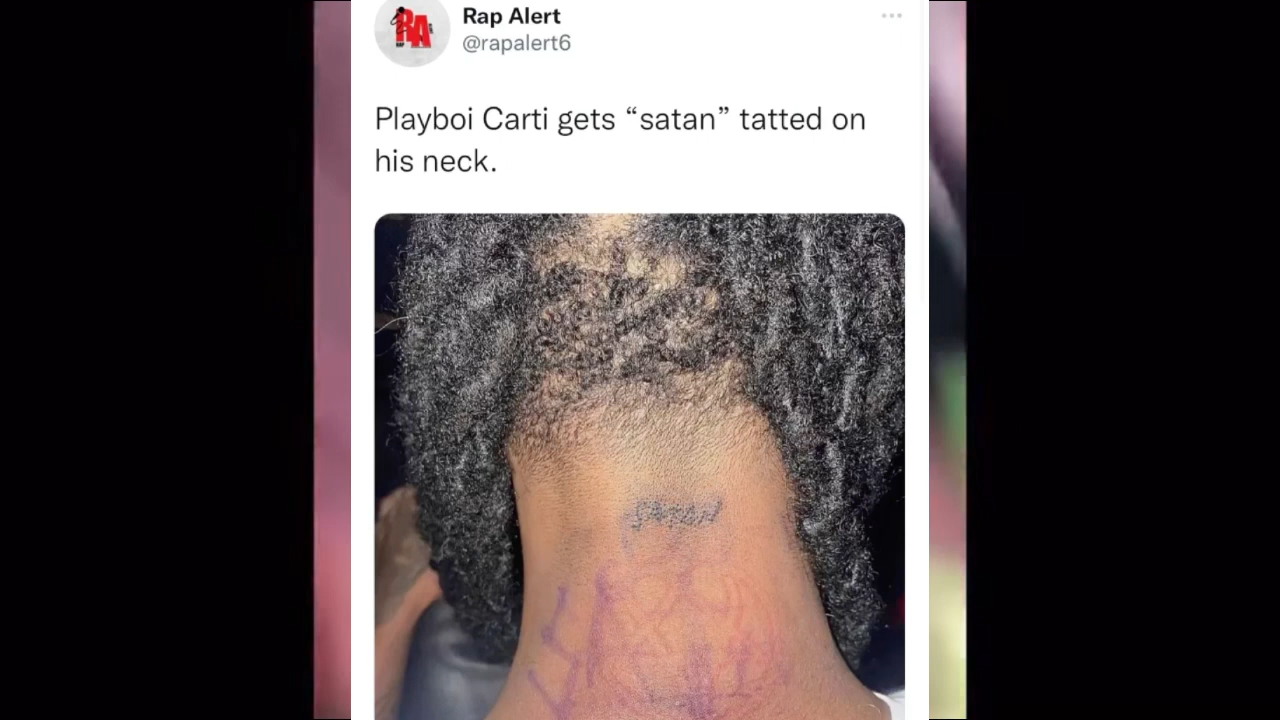 Rap Alert
@rapalert6
Playboi Carti gets “satan” tatted on
his neck.